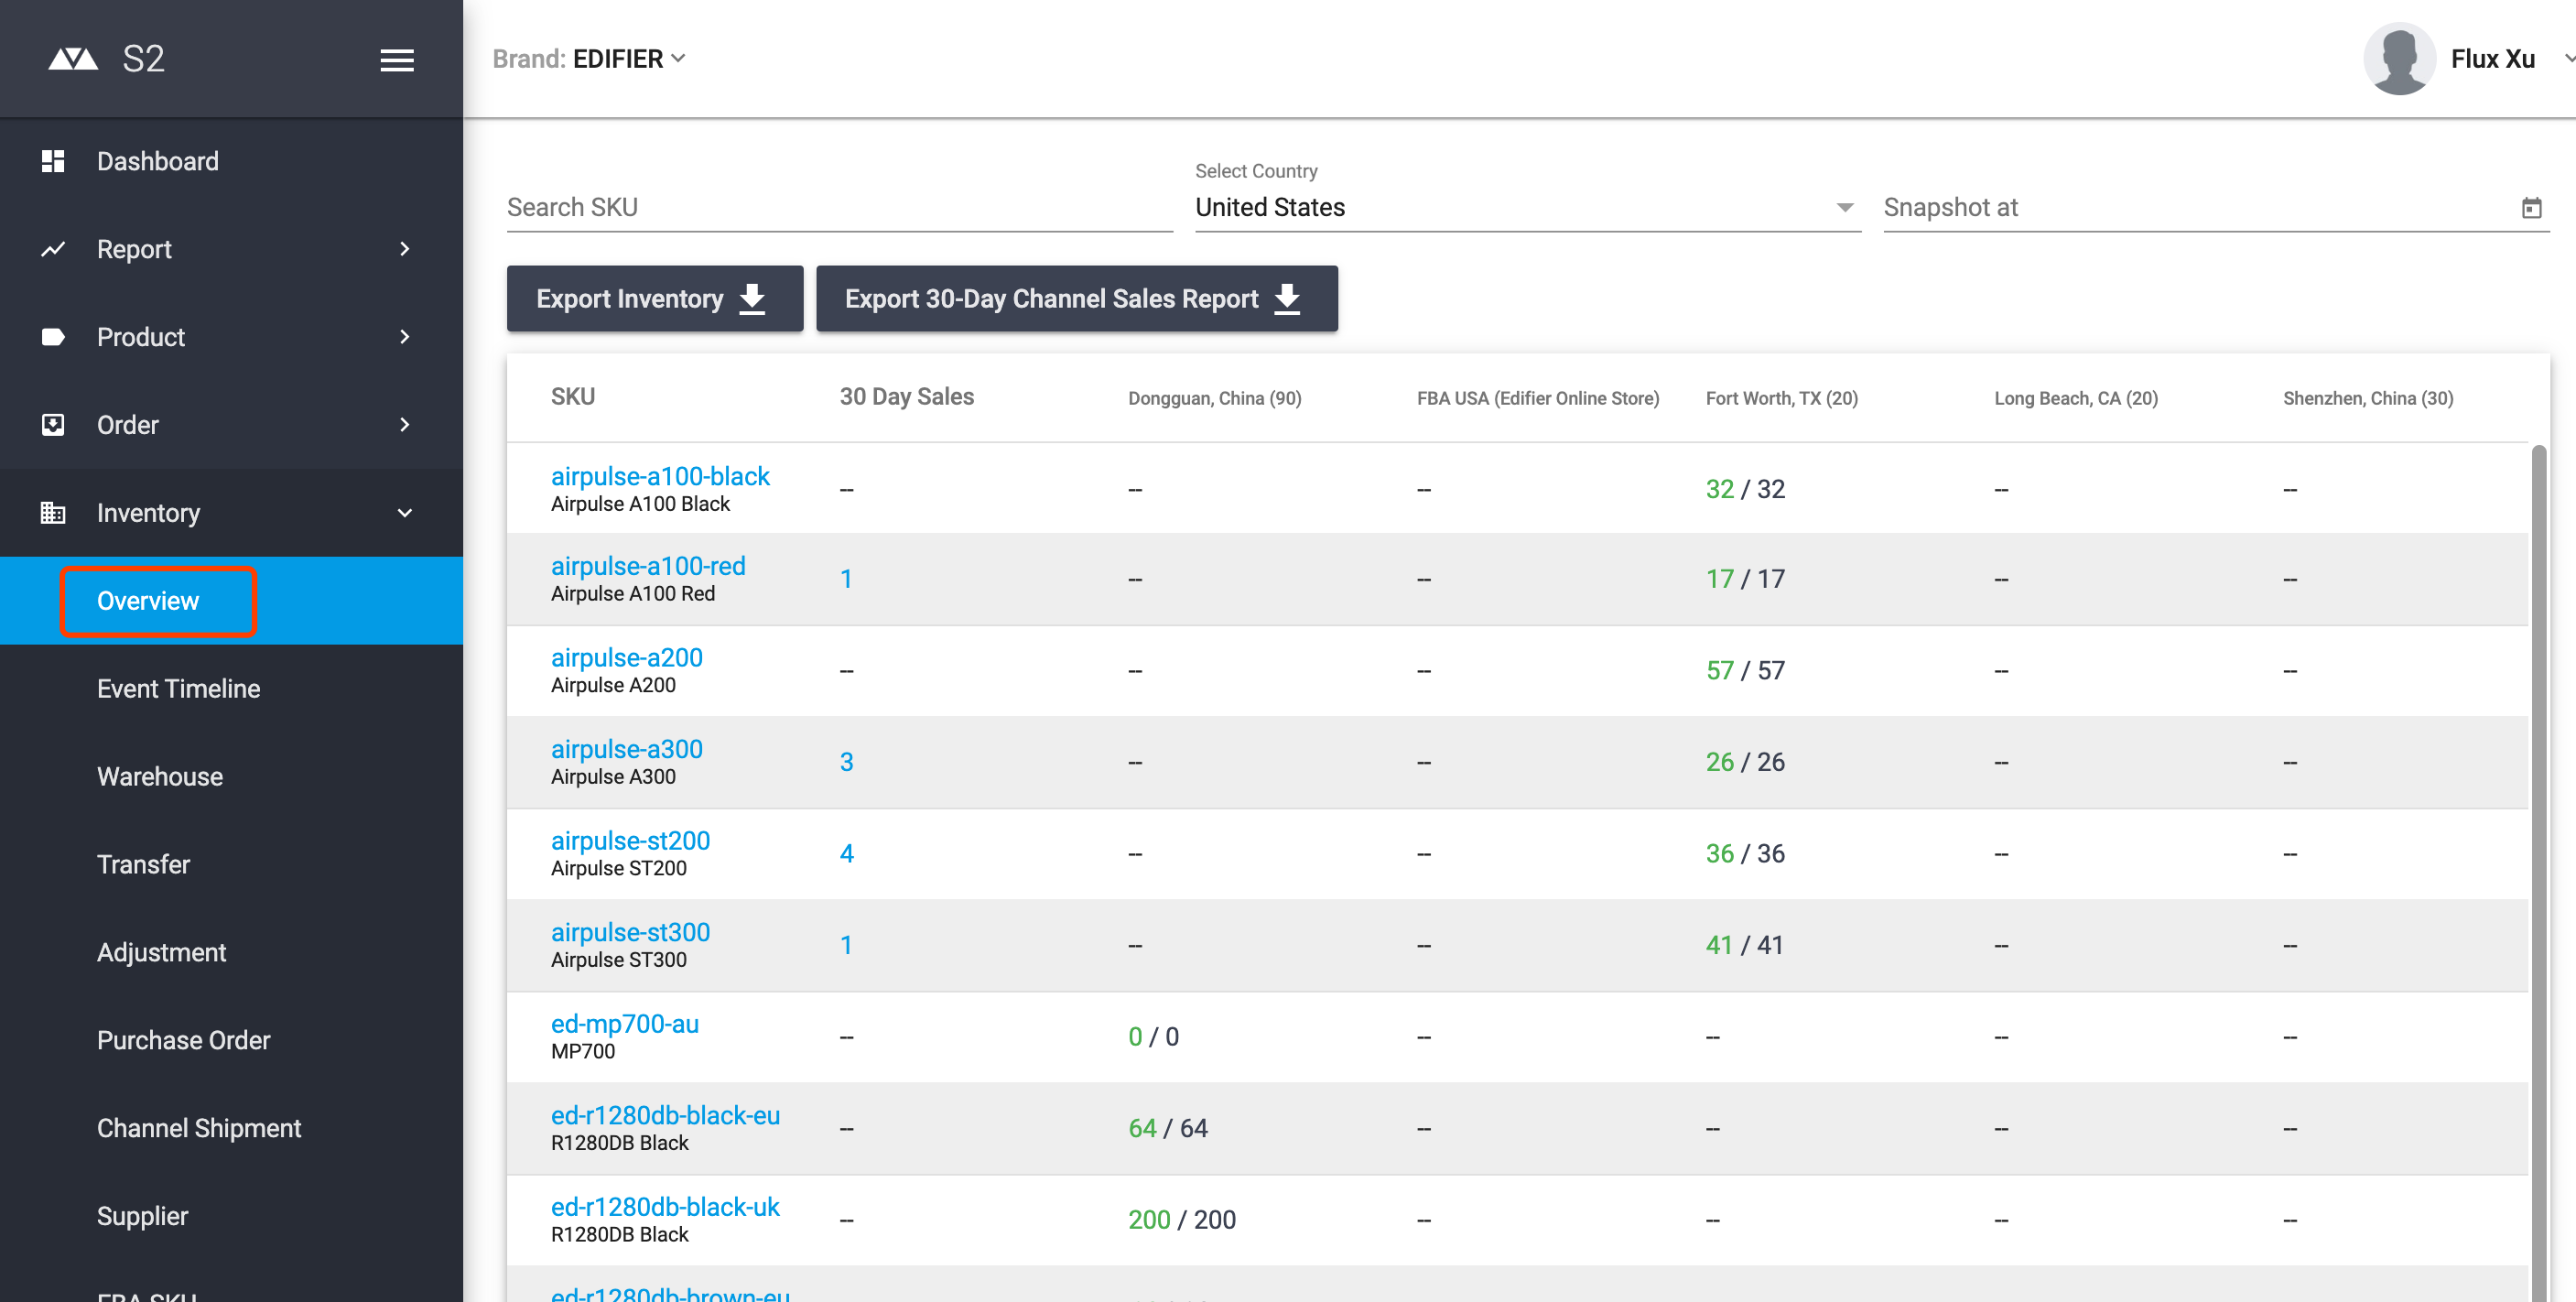 S2
Brand: EDIFIER
Flux Xu
Dashboard
Report
Product
Order
Inventory
Overview
Event Timeline
Warehouse
Transfer
Adjustment
Purchase Order
Channel Shipment
Supplier
FBA SKU
Search SKU
Select Country
United States
Snapshot at
Export Inventory
Export 30-Day Channel Sales Report
SKU 30 Day Sales Dongguan, China (90) FBA USA (Edifier Online Store) Fort Worth, TX (20) Long Beach, CA (20) Shenzhen, China (30)
airpulse-a100-black
Airpulse A100 Black
-- -- -- 32 / 32 -- --
airpulse-a100-red
Airpulse A100 Red
1 -- -- 17 / 17 -- --
airpulse-a200
Airpulse A200
-- -- -- 57 / 57 -- --
airpulse-a300
Airpulse A300
3 -- -- 26 / 26 -- --
airpulse-st200
Airpulse ST200
4 -- -- 36 / 36 -- --
airpulse-st300
Airpulse ST300
1 -- -- 41 / 41 -- --
ed-mp700-au
MP700
-- 0 / 0 -- -- -- --
ed-r1280db-black-eu
R1280DB Black
-- 64 / 64 -- -- -- --
ed-r1280db-black-uk
R1280DB Black
-- 200 / 200 -- -- -- --
ed-r1280db-brown-eu